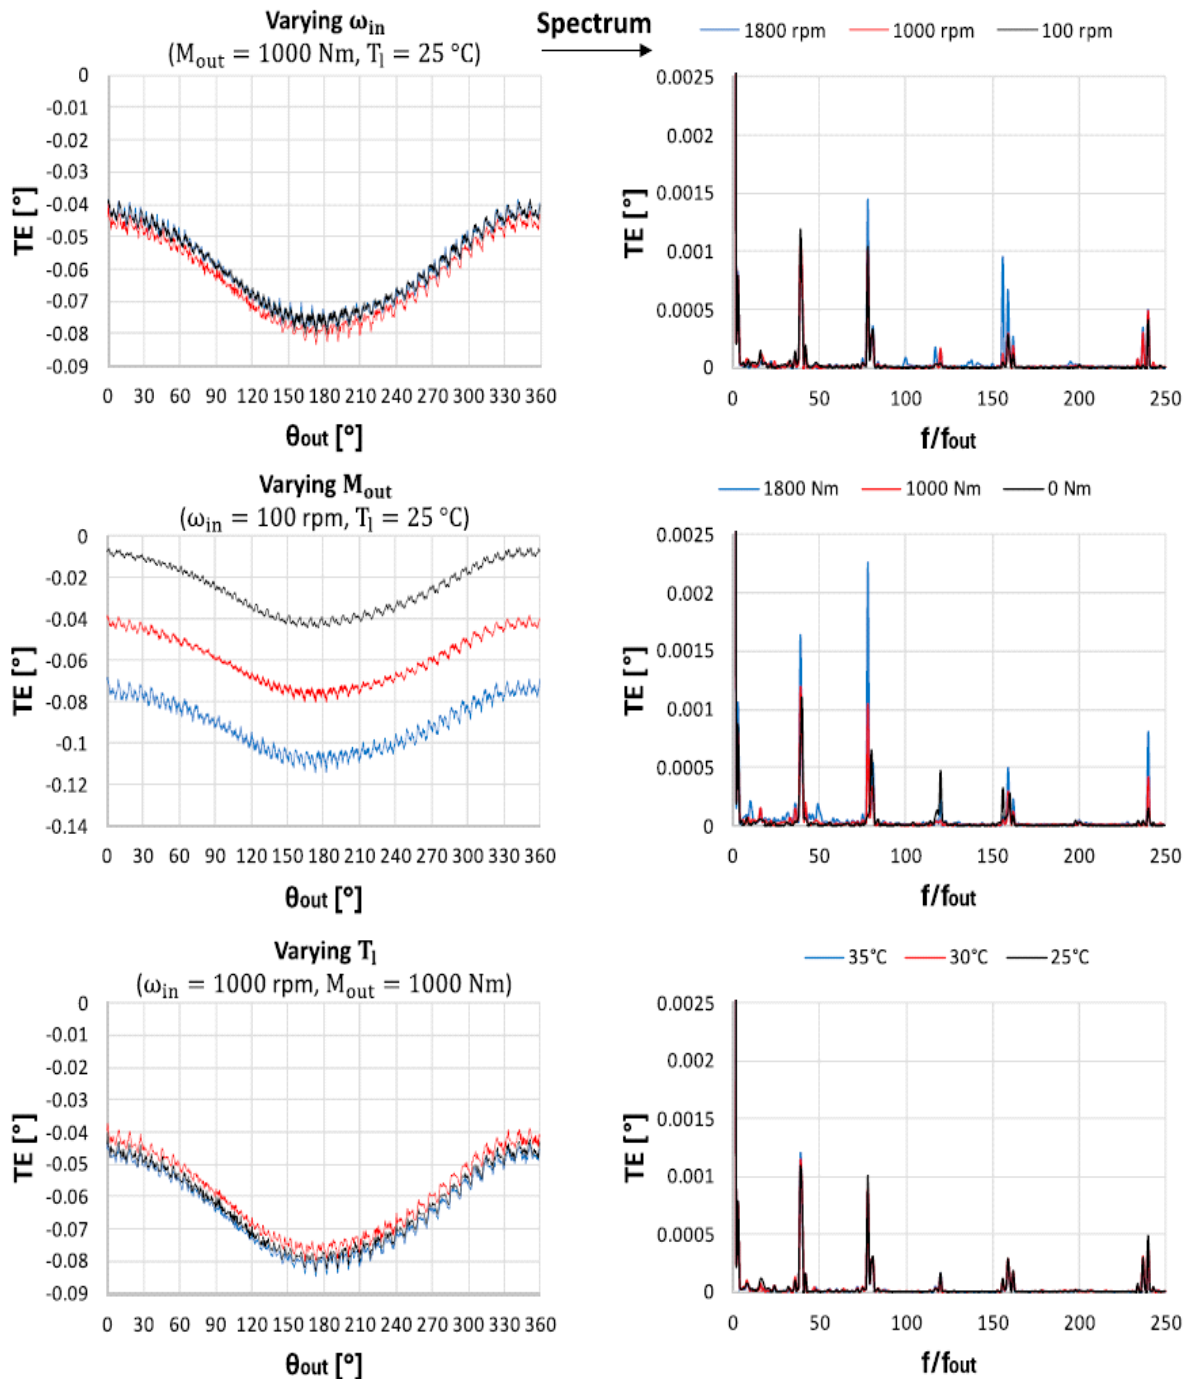 Varying ω_in
(M_out = 1000 Nm, T_l = 25 °C)
Spectrum
1800 rpm 1000 rpm 100 rpm
TE [°]
0
-0.01
-0.02
-0.03
-0.04
-0.05
-0.06
-0.07
-0.08
-0.09
0 30 60 90 120 150 180 210 240 270 300 330 360
θout [°]
TE [°]
0.0025
0.002
0.0015
0.001
0.0005
0
0 50 100 150 200 250
f/fout
Varying M_out
(ω_in = 100 rpm, T_l = 25 °C)
1800 Nm 1000 Nm 0 Nm
TE [°]
0
-0.02
-0.04
-0.06
-0.08
-0.1
-0.12
-0.14
0 30 60 90 120 150 180 210 240 270 300 330 360
θout [°]
TE [°]
0.0025
0.002
0.0015
0.001
0.0005
0
0 50 100 150 200 250
f/fout
Varying T_l
(ω_in = 1000 rpm, M_out = 1000 Nm)
35°C 30°C 25°C
TE [°]
0
-0.01
-0.02
-0.03
-0.04
-0.05
-0.06
-0.07
-0.08
-0.09
0 30 60 90 120 150 180 210 240 270 300 330 360
θout [°]
TE [°]
0.0025
0.002
0.0015
0.001
0.0005
0
0 50 100 150 200 250
f/fout